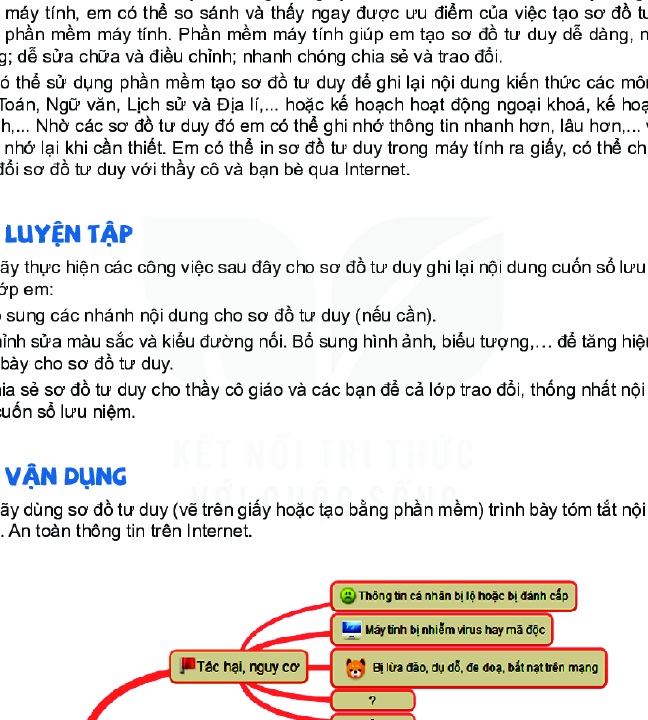 máy tính, em có thể so sánh và thấy ngay được ưu điểm của việc tạo sơ đồ
phần mềm máy tính. Phần mềm máy tính giúp em tạo sơ đồ tư duy dễ dàng,
dễ sửa chữa và điều chỉnh; nhanh chóng chia sẻ và trao đổi.
thể sử dụng phần mềm tạo sơ đồ tư duy để ghi lại nội dung kiến thức các
Toán, Ngữ văn, Lịch sử và Địa lí,... hoặc kế hoạch hoạt động ngoại khoá, kế
Nhờ các sơ đồ tư duy đó em có thể ghi nhớ thông tin nhanh hơn, lâu hơn,...
nhớ lại khi cần thiết. Em có thể in sơ đồ tư duy trong máy tính ra giấy, có thể
đổi sơ đồ tư duy với thầy cô và bạn bè qua Internet.
LUYỆN TẬP
thực hiện các công việc sau đây cho sơ đồ tư duy ghi lại nội dung cuốn sổ lưu
em:
sung các nhánh nội dung cho sơ đồ tư duy (nếu cần).
sửa màu sắc và kiểu đường nối. Bổ sung hình ảnh, biểu tượng,... để tăng
bày cho sơ đồ tư duy.
sẻ sơ đồ tư duy cho thầy cô giáo và các bạn để cả lớp trao đổi, thống nhất nội
cuốn sổ lưu niệm.
KẾT NỐI TRI THỨC
VẬN DỤNG
VỚI CUỘC SỐNG
dùng sơ đồ tư duy (vẽ trên giấy hoặc tạo bằng phần mềm) trình bày tóm tắt nội
. An toàn thông tin trên Internet.
Thông tin cá nhân bị lộ hoặc bị đánh cắp
Máy tính bị nhiễm virus hay mã độc
Tác hại, nguy cơ
Bị lừa đảo, dụ dỗ, đe doạ, bắt nạt trên mạng
?